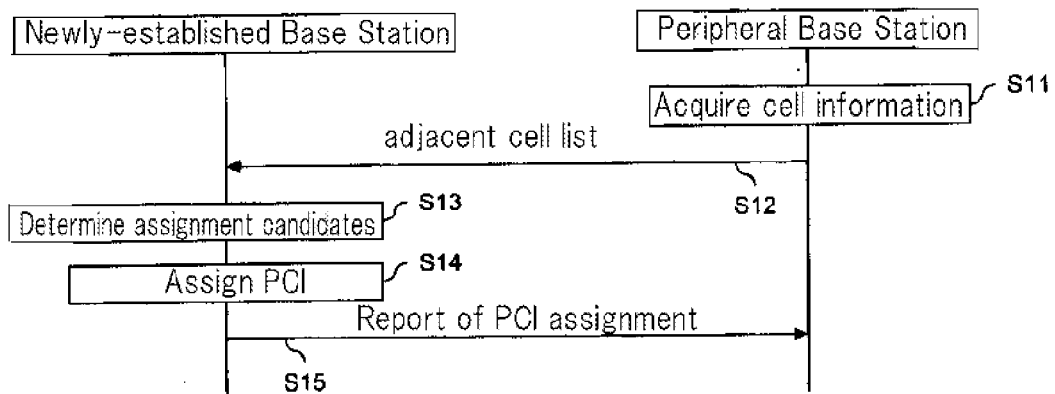 Newly-established Base Station
Peripheral Base Station
Acquire cell information
S11
adjacent cell list
S12
Determine assignment candidates
S13
Assign PCI
S14
Report of PCI assignment
S15